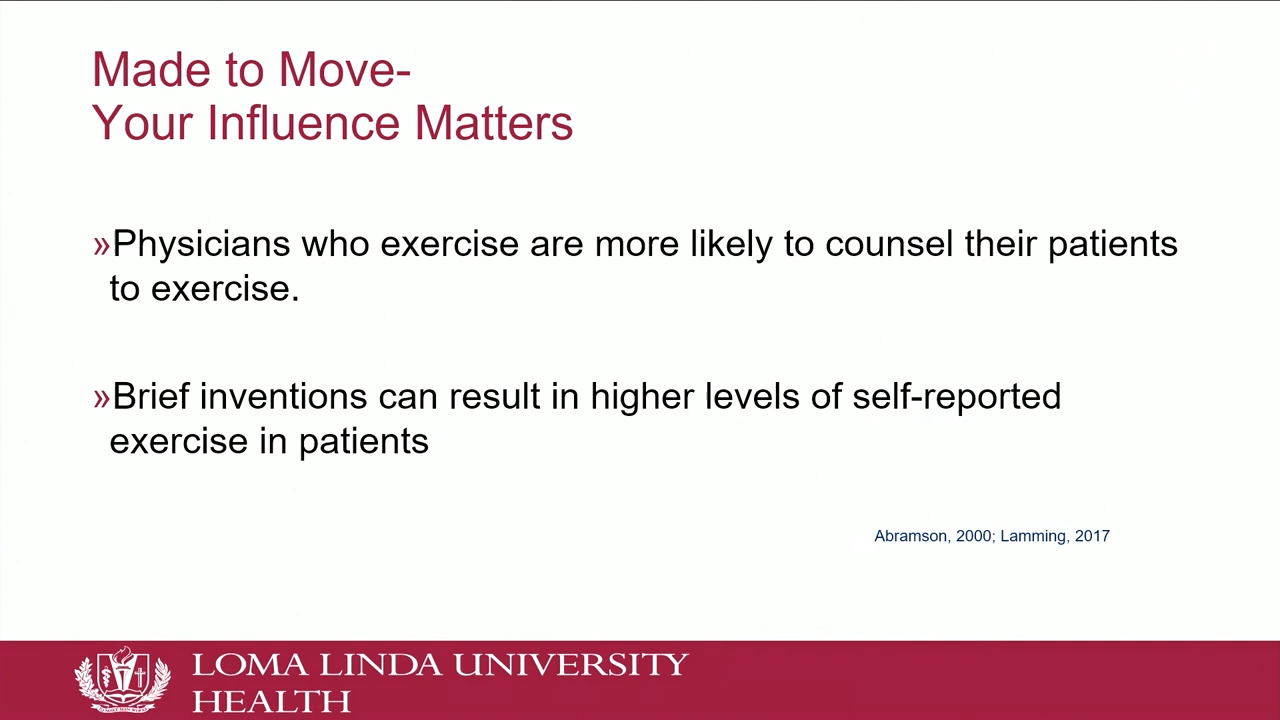 Made to Move-
Your Influence Matters
»Physicians who exercise are more likely to counsel their patients
to exercise.
»Brief inventions can result in higher levels of self-reported
exercise in patients
Abramson, 2000; Lamming, 2017
LOMA LINDA UNIVERSITY
HEALTH